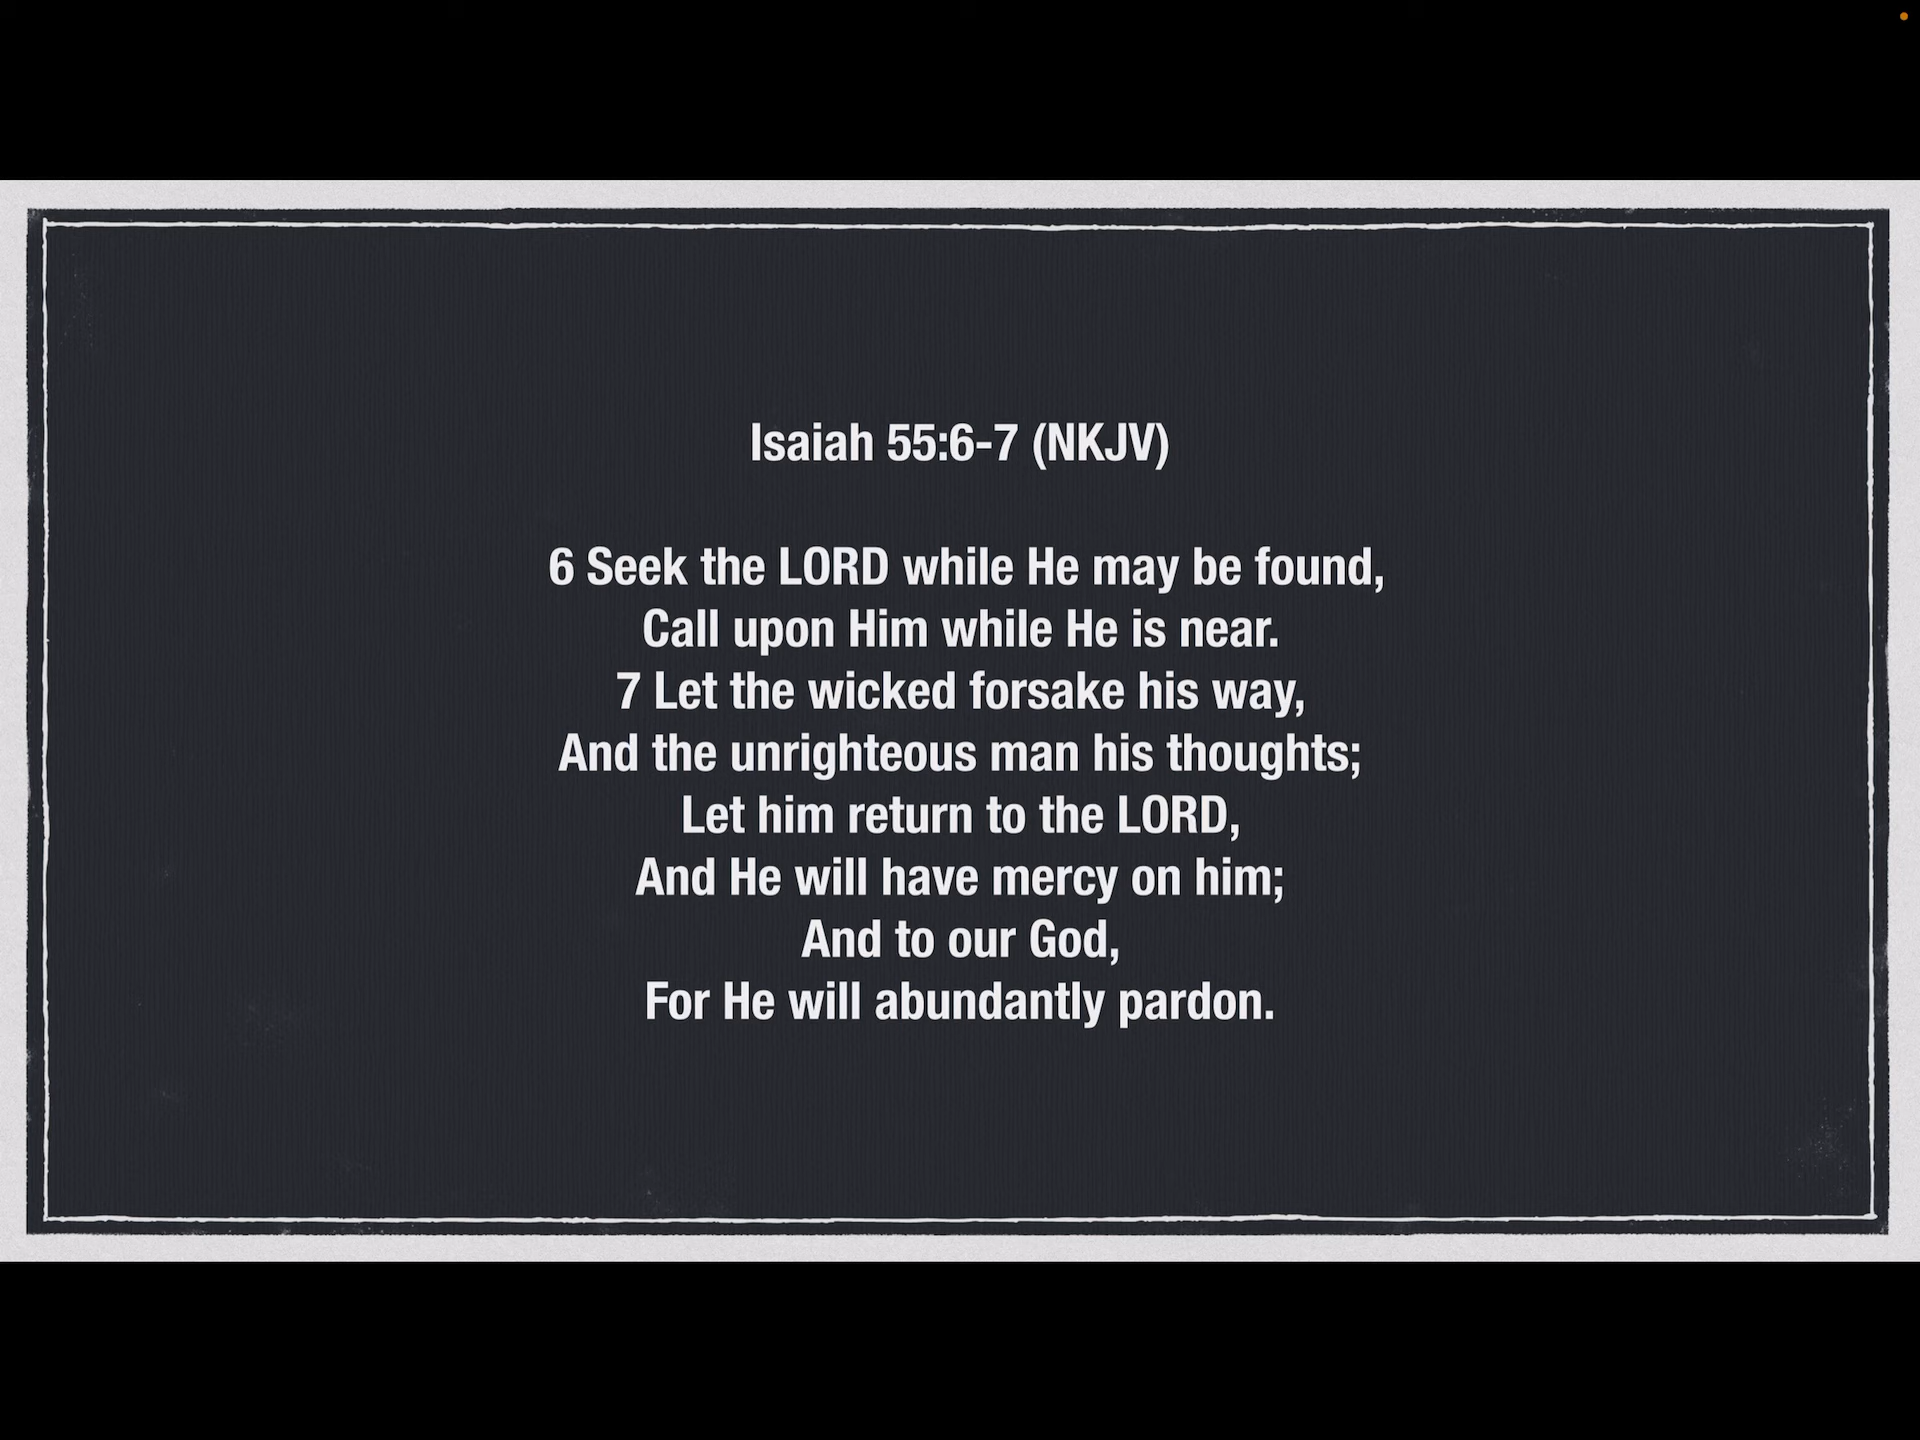 Isaiah 55:6-7 (NKJV)
6 Seek the LORD while He may be found,
Call upon Him while He is near.
7 Let the wicked forsake his way,
And the unrighteous man his thoughts;
Let him return to the LORD,
And He will have mercy on him;
And to our God,
For He will abundantly pardon.